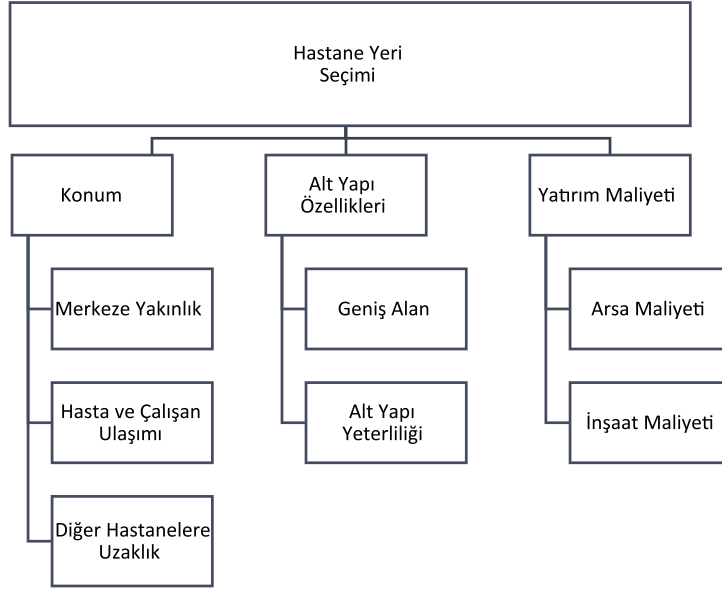 Hastane Yeri
Seçimi
Konum
Alt Yapı
Özellikleri
Yatırım Maliyeti
Merkeze Yakınlık
Geniş Alan
Arsa Maliyeti
Hasta ve Çalışan
Ulaşımı
Alt Yapı
Yeterliliği
İnşaat Maliyeti
Diğer Hastanelere
Uzaklık